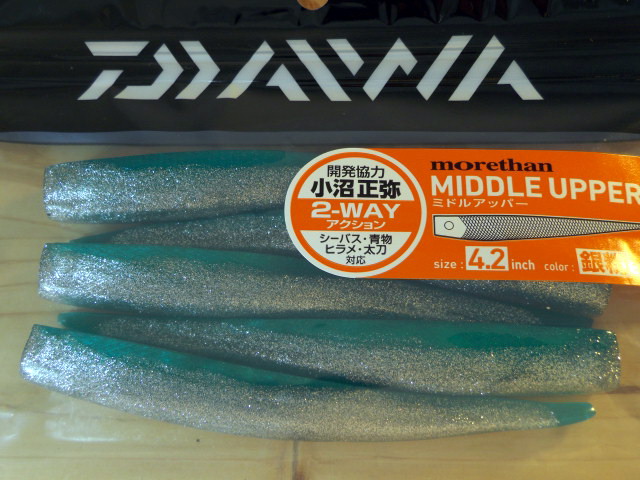 DAIWA
開発協力
小沼正弥
2-WAY
アクション
シーバス・青物
ヒラメ・太刀
対応
morethan
MIDDLE UPPER
ミドルアッパー
size : 4.2 inch color : 銀